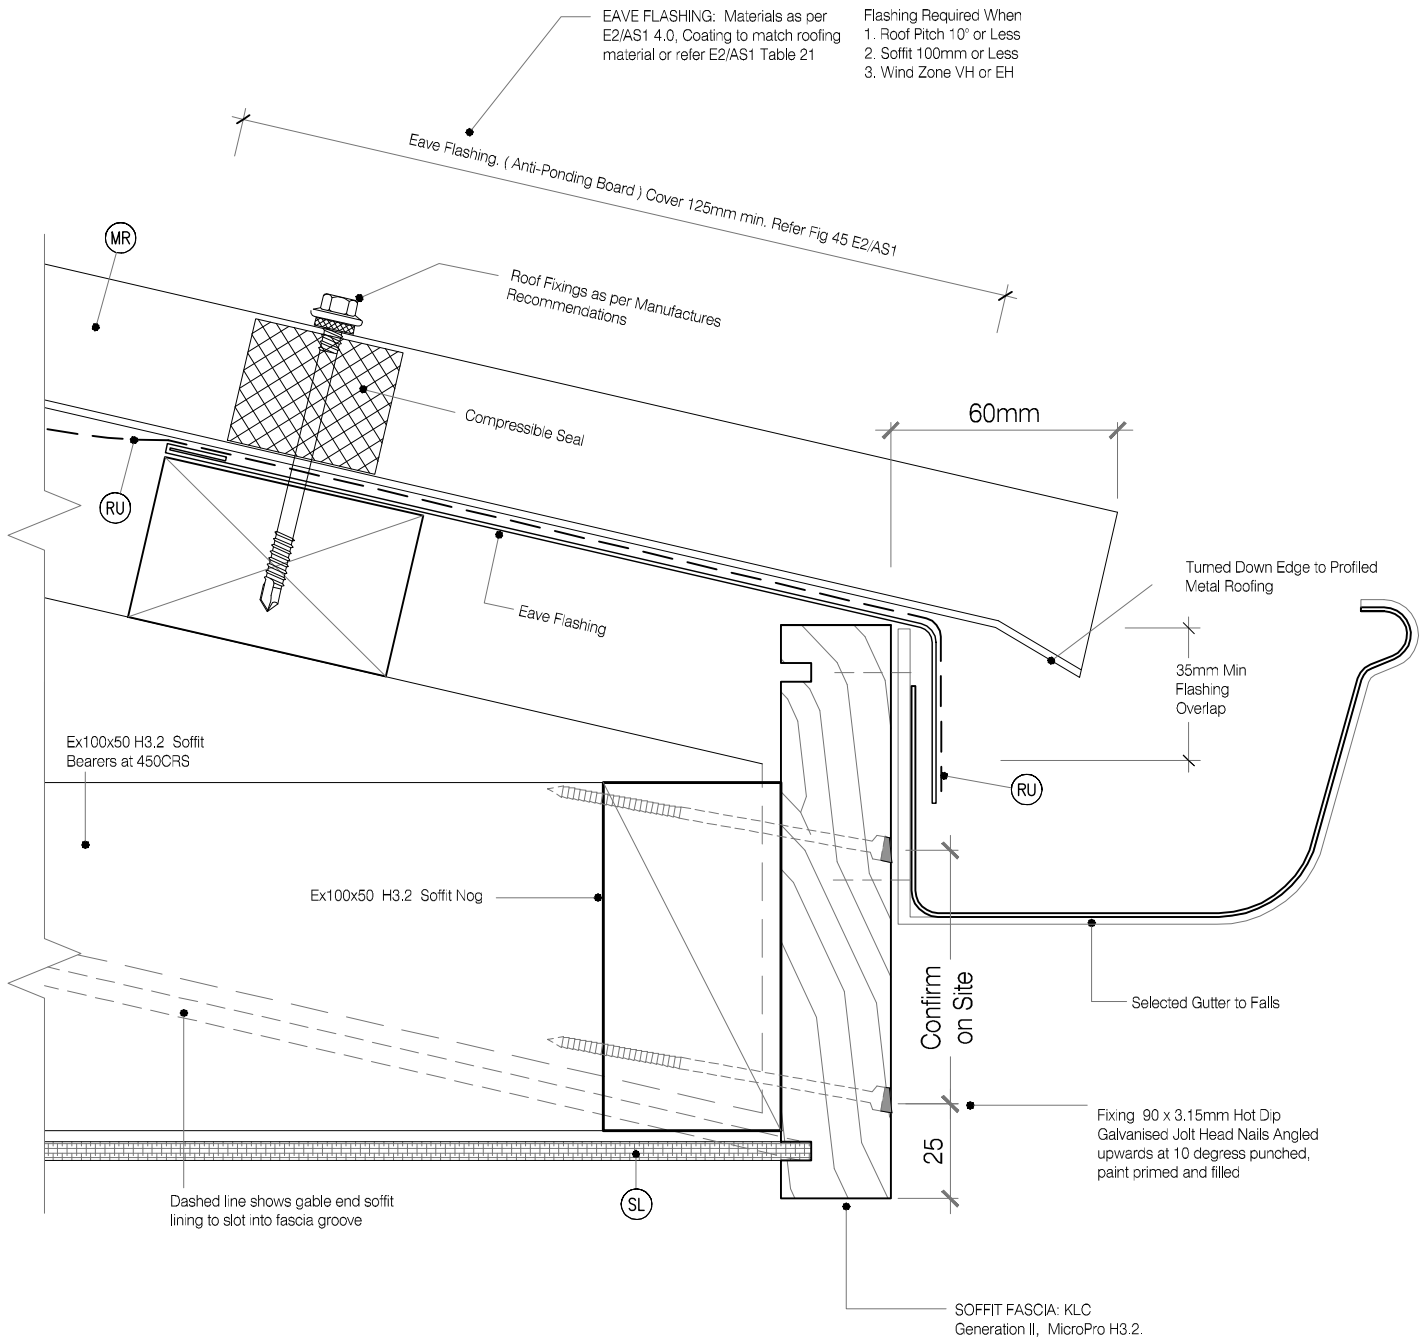 EAVE FLASHING: Materials as per
E2/AS1 4.0, Coating to match roofing
material or refer E2/AS1 Table 21
Flashing Required When
1. Roof Pitch 10° or Less
2. Soffit 100mm or Less
3. Wind Zone VH or EH
Eave Flashing. ( Anti-Ponding Board ) Cover 125mm min. Refer Fig 45 E2/AS1
MR
Roof Fixings as per Manufactures
Recommendations
Compressible Seal
60mm
RU
Eave Flashing
Turned Down Edge to Profiled
Metal Roofing
35mm Min
Flashing
Overlap
Ex100x50 H3.2 Soffit
Bearers at 450CRS
RU
Ex100x50 H3.2 Soffit Nog
Confirm
on Site
Selected Gutter to Falls
25
Fixing 90 x 3.15mm Hot Dip
Galvanised Jolt Head Nails Angled
upwards at 10 degress punched,
paint primed and filled
Dashed line shows gable end soffit
lining to slot into fascia groove
SL
SOFFIT FASCIA: KLC
Generation II, MicroPro H3.2.